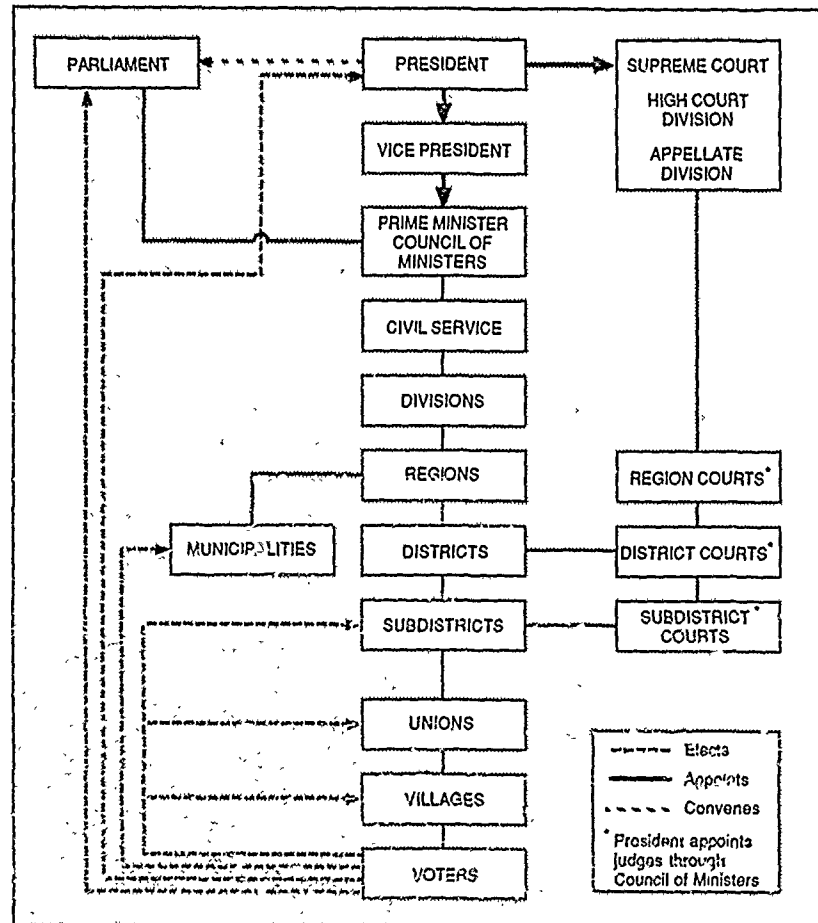 PARLIAMENT
PRESIDENT
SUPREME COURT
HIGH COURT
DIVISION
APPELLATE
DIVISION
VICE PRESIDENT
PRIME MINISTER
COUNCIL OF
MINISTERS
CIVIL SERVICE
DIVISIONS
REGIONS
REGION COURTS*
MUNICIPALITIES
DISTRICTS
DISTRICT COURTS*
SUBDISTRICTS
SUBDISTRICT*
COURTS
UNIONS
VILLAGES
VOTERS
Elects
Appoints
Convenes
* President appoints
judges through
Council of Ministers